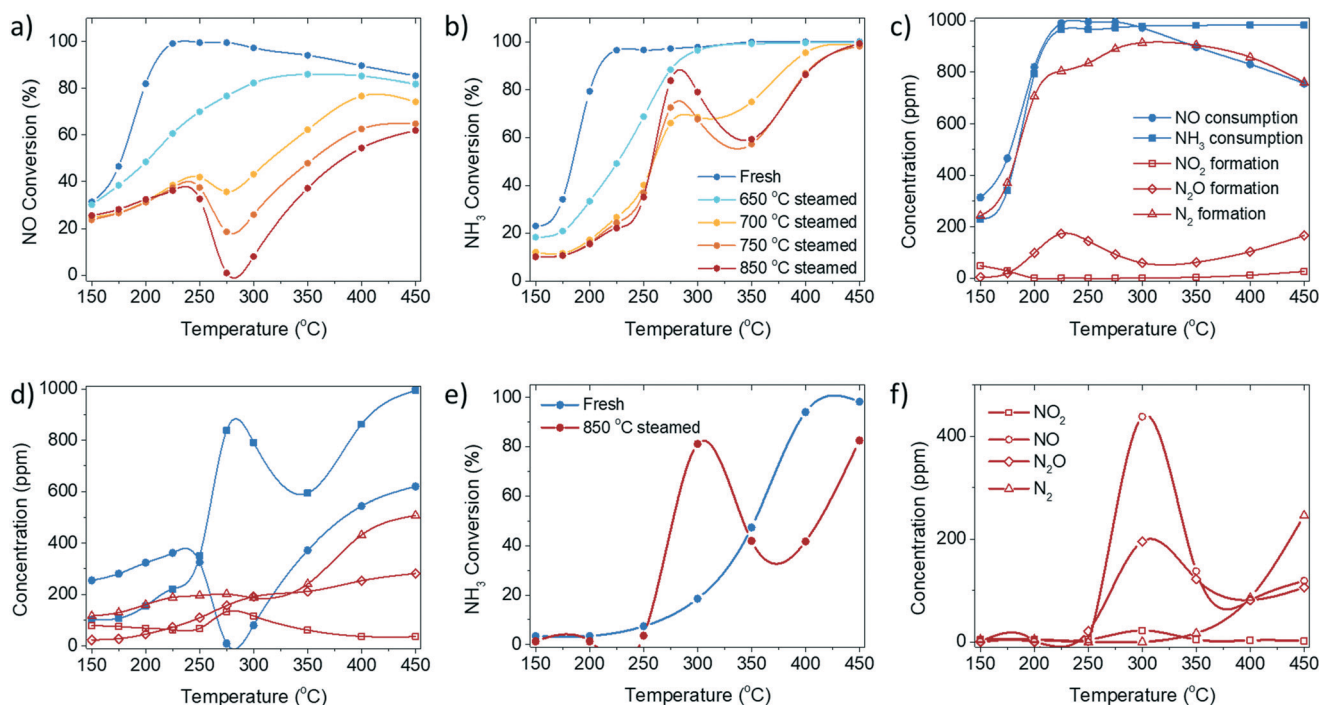 a)
NO Conversion (%)
100
80
60
40
20
0
150 200 250 300 350 400 450
Temperature (°C)
b)
NH₃ Conversion (%)
100
80
60
40
20
0
Fresh
650 °C steamed
700 °C steamed
750 °C steamed
850 °C steamed
150 200 250 300 350 400 450
Temperature (°C)
c)
Concentration (ppm)
1000
800
600
400
200
0
NO consumption
NH₃ consumption
NO₂ formation
N₂O formation
N₂ formation
150 200 250 300 350 400 450
Temperature (°C)
d)
Concentration (ppm)
1000
800
600
400
200
0
150 200 250 300 350 400 450
Temperature (°C)
e)
NH₃ Conversion (%)
100
80
60
40
20
0
Fresh
850 °C steamed
150 200 250 300 350 400 450
Temperature (°C)
f)
Concentration (ppm)
400
200
0
NO₂
NO
N₂O
N₂
150 200 250 300 350 400 450
Temperature (°C)